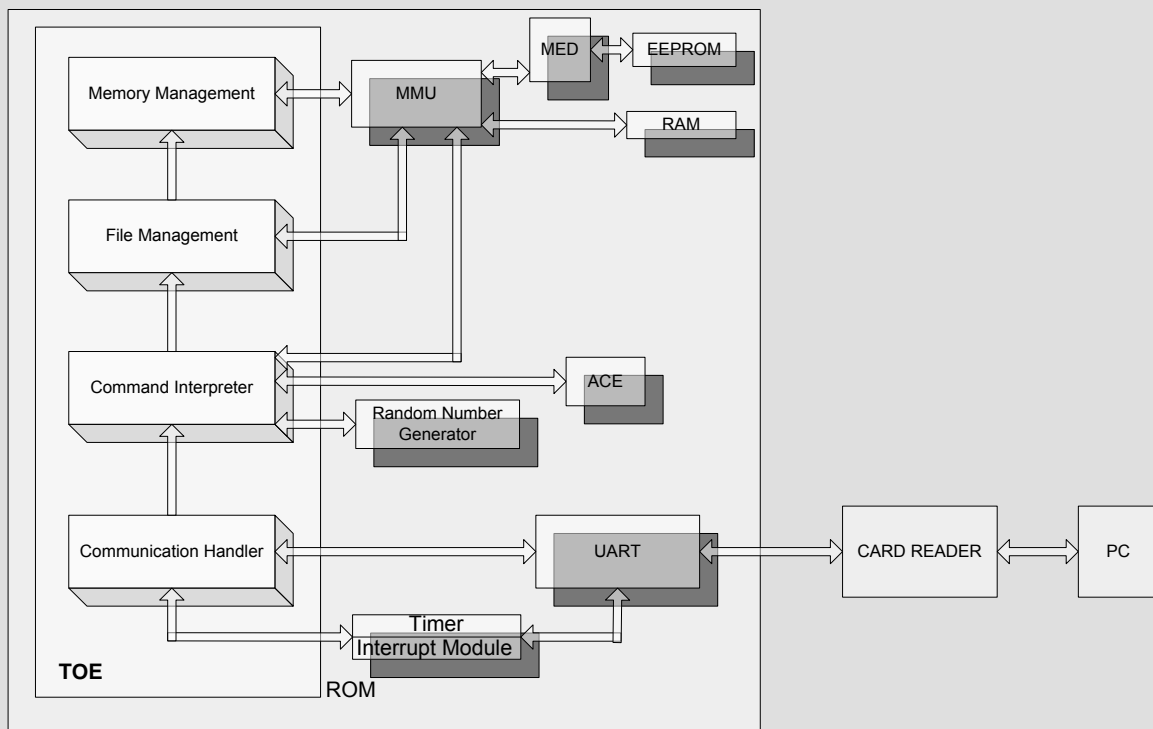 MED
EEPROM
Memory Management
MMU
RAM
File Management
Command Interpreter
ACE
Random Number
Generator
Communication Handler
UART
CARD READER
PC
Timer
Interrupt Module
TOE
ROM